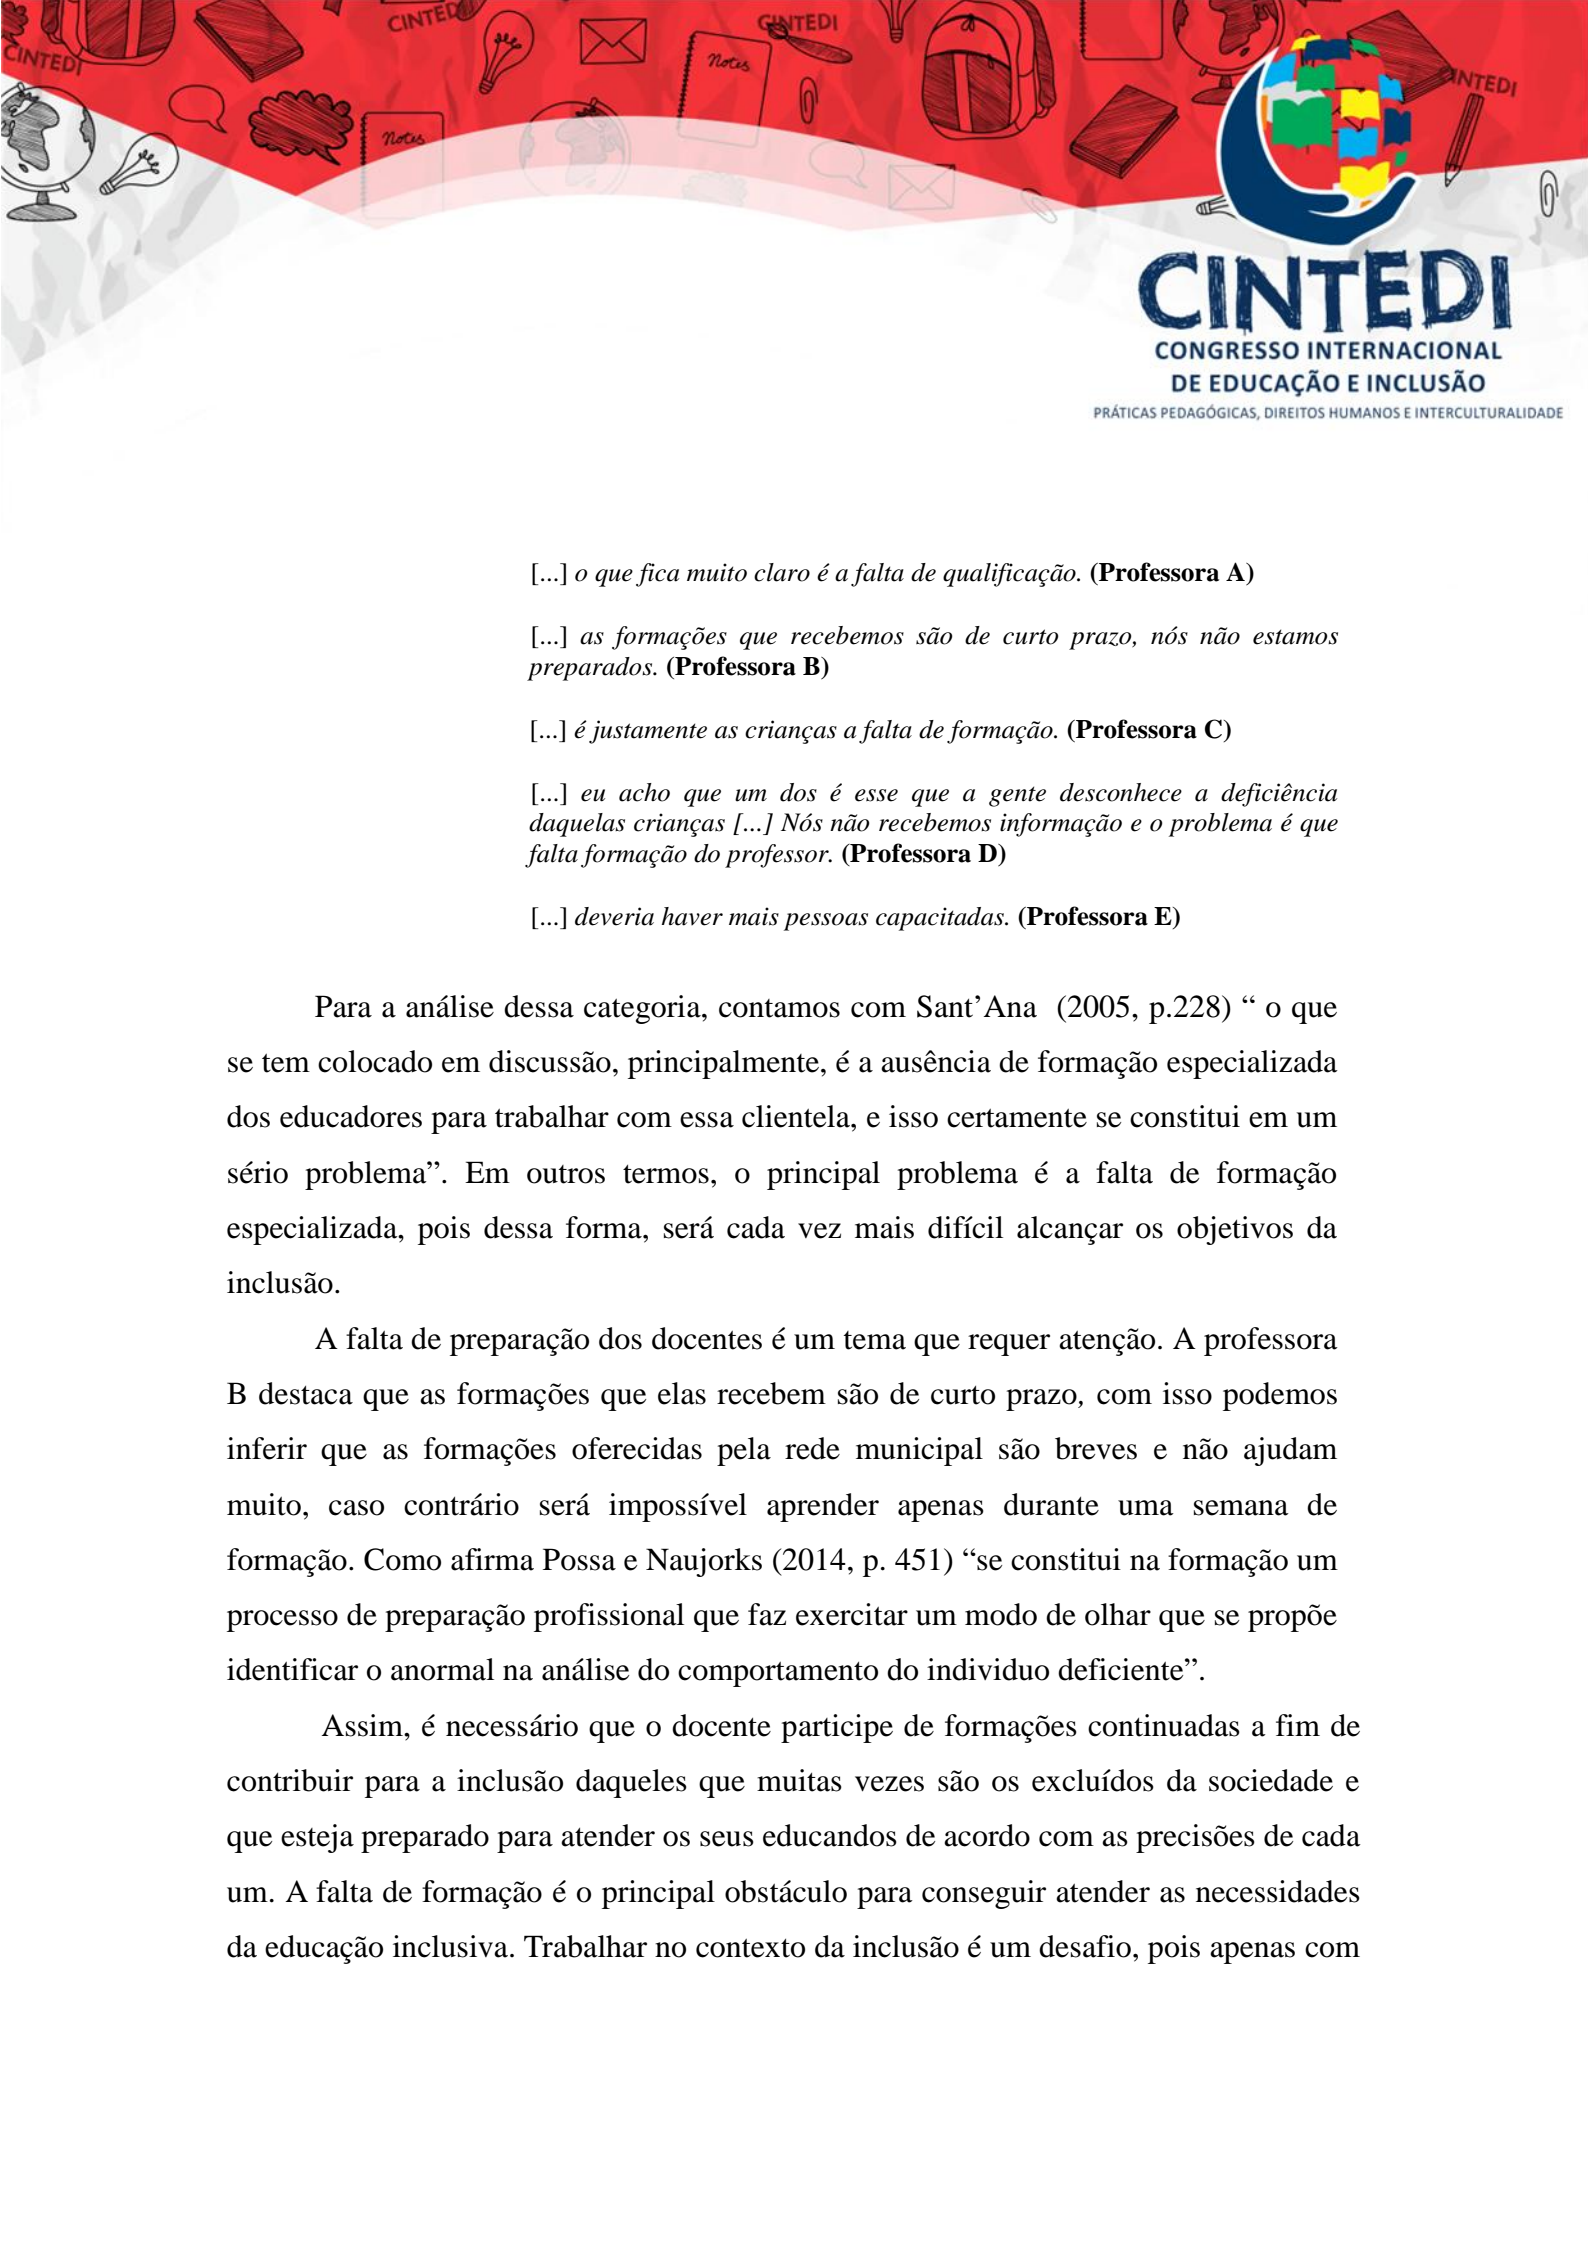 CINTEDI
CINTEDI
CINTEDI
CINTEDI
Notes
Notes
CINTEDI
CONGRESSO INTERNACIONAL
DE EDUCAÇÃO E INCLUSÃO
PRÁTICAS PEDAGÓGICAS, DIREITOS HUMANOS E INTERCULTURALIDADE
[...] o que fica muito claro é a falta de qualificação. (Professora A)
[...] as formações que recebemos são de curto prazo, nós não estamos
preparados. (Professora B)
[...] é justamente as crianças a falta de formação. (Professora C)
[...] eu acho que um dos é esse que a gente desconhece a deficiência
daquelas crianças [...] Nós não recebemos informação e o problema é que
falta formação do professor. (Professora D)
[...] deveria haver mais pessoas capacitadas. (Professora E)
Para a análise dessa categoria, contamos com Sant’Ana (2005, p.228) “ o que
se tem colocado em discussão, principalmente, é a ausência de formação especializada
dos educadores para trabalhar com essa clientela, e isso certamente se constitui em um
sério problema”. Em outros termos, o principal problema é a falta de formação
especializada, pois dessa forma, será cada vez mais difícil alcançar os objetivos da
inclusão.
A falta de preparação dos docentes é um tema que requer atenção. A professora
B destaca que as formações que elas recebem são de curto prazo, com isso podemos
inferir que as formações oferecidas pela rede municipal são breves e não ajudam
muito, caso contrário será impossível aprender apenas durante uma semana de
formação. Como afirma Possa e Naujorks (2014, p. 451) “se constitui na formação um
processo de preparação profissional que faz exercitar um modo de olhar que se propõe
identificar o anormal na análise do comportamento do individuo deficiente”.
Assim, é necessário que o docente participe de formações continuadas a fim de
contribuir para a inclusão daqueles que muitas vezes são os excluídos da sociedade e
que esteja preparado para atender os seus educandos de acordo com as precisões de cada
um. A falta de formação é o principal obstáculo para conseguir atender as necessidades
da educação inclusiva. Trabalhar no contexto da inclusão é um desafio, pois apenas com